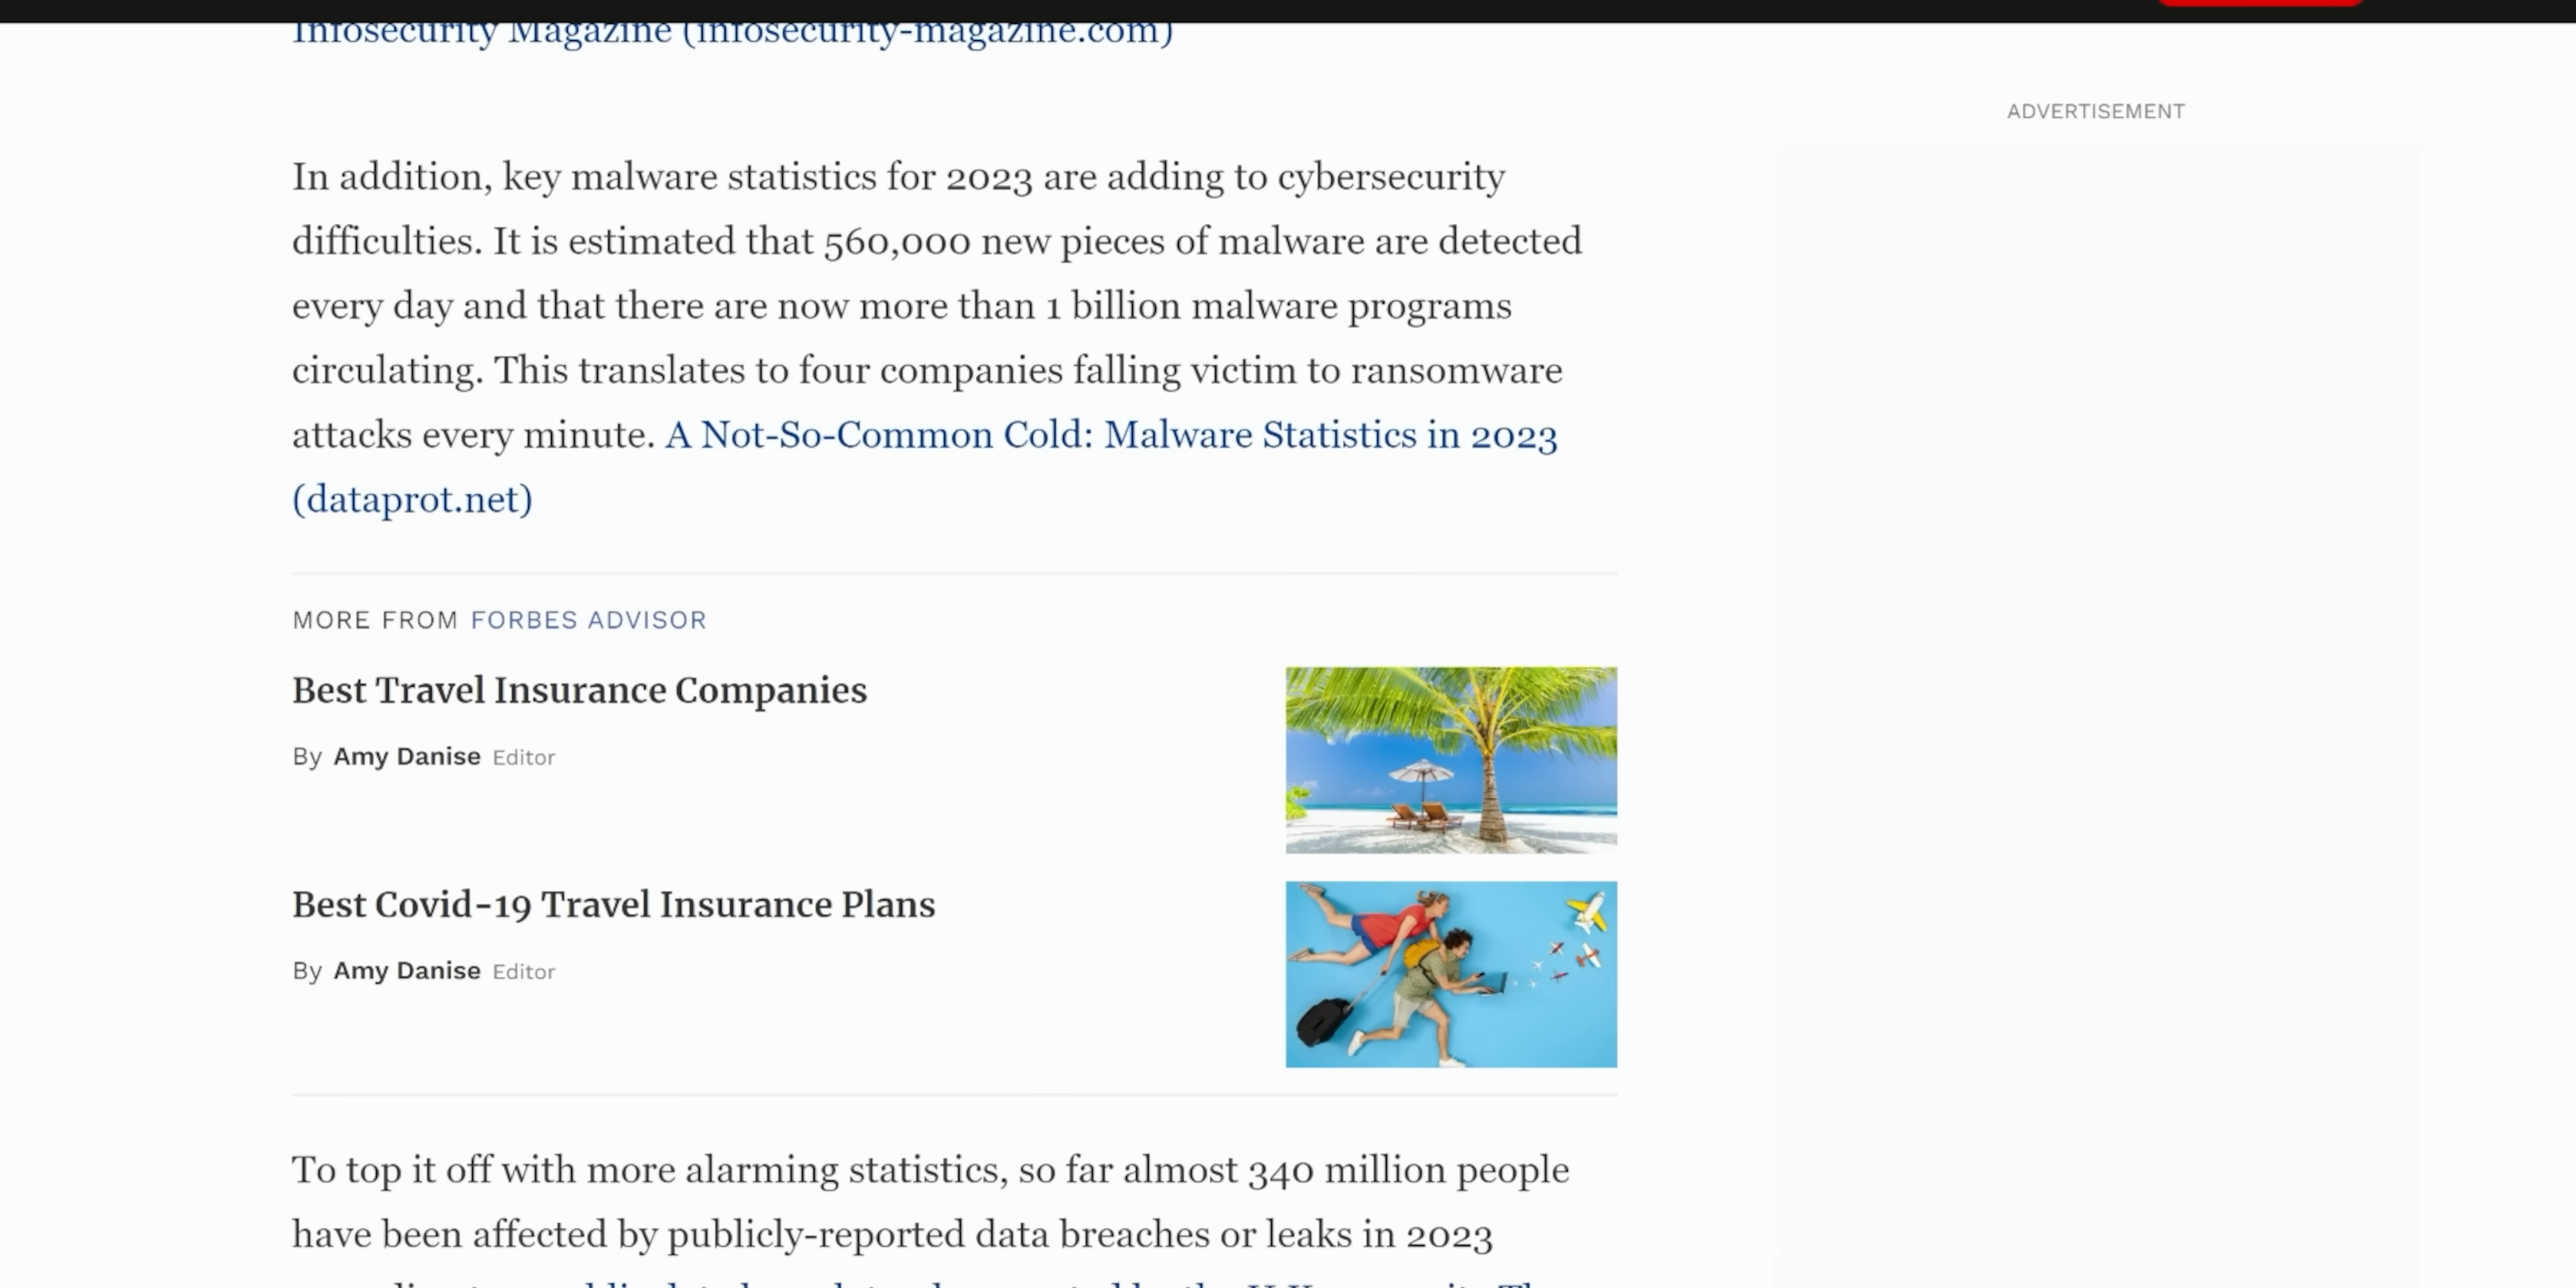 Infosecurity Magazine (infosecurity-magazine.com)
ADVERTISEMENT
In addition, key malware statistics for 2023 are adding to cybersecurity
difficulties. It is estimated that 560,000 new pieces of malware are detected
every day and that there are now more than 1 billion malware programs
circulating. This translates to four companies falling victim to ransomware
attacks every minute. A Not-So-Common Cold: Malware Statistics in 2023
(dataprot.net)
MORE FROM FORBES ADVISOR
Best Travel Insurance Companies
By Amy Danise Editor
Best Covid-19 Travel Insurance Plans
By Amy Danise Editor
To top it off with more alarming statistics, so far almost 340 million people
have been affected by publicly-reported data breaches or leaks in 2023